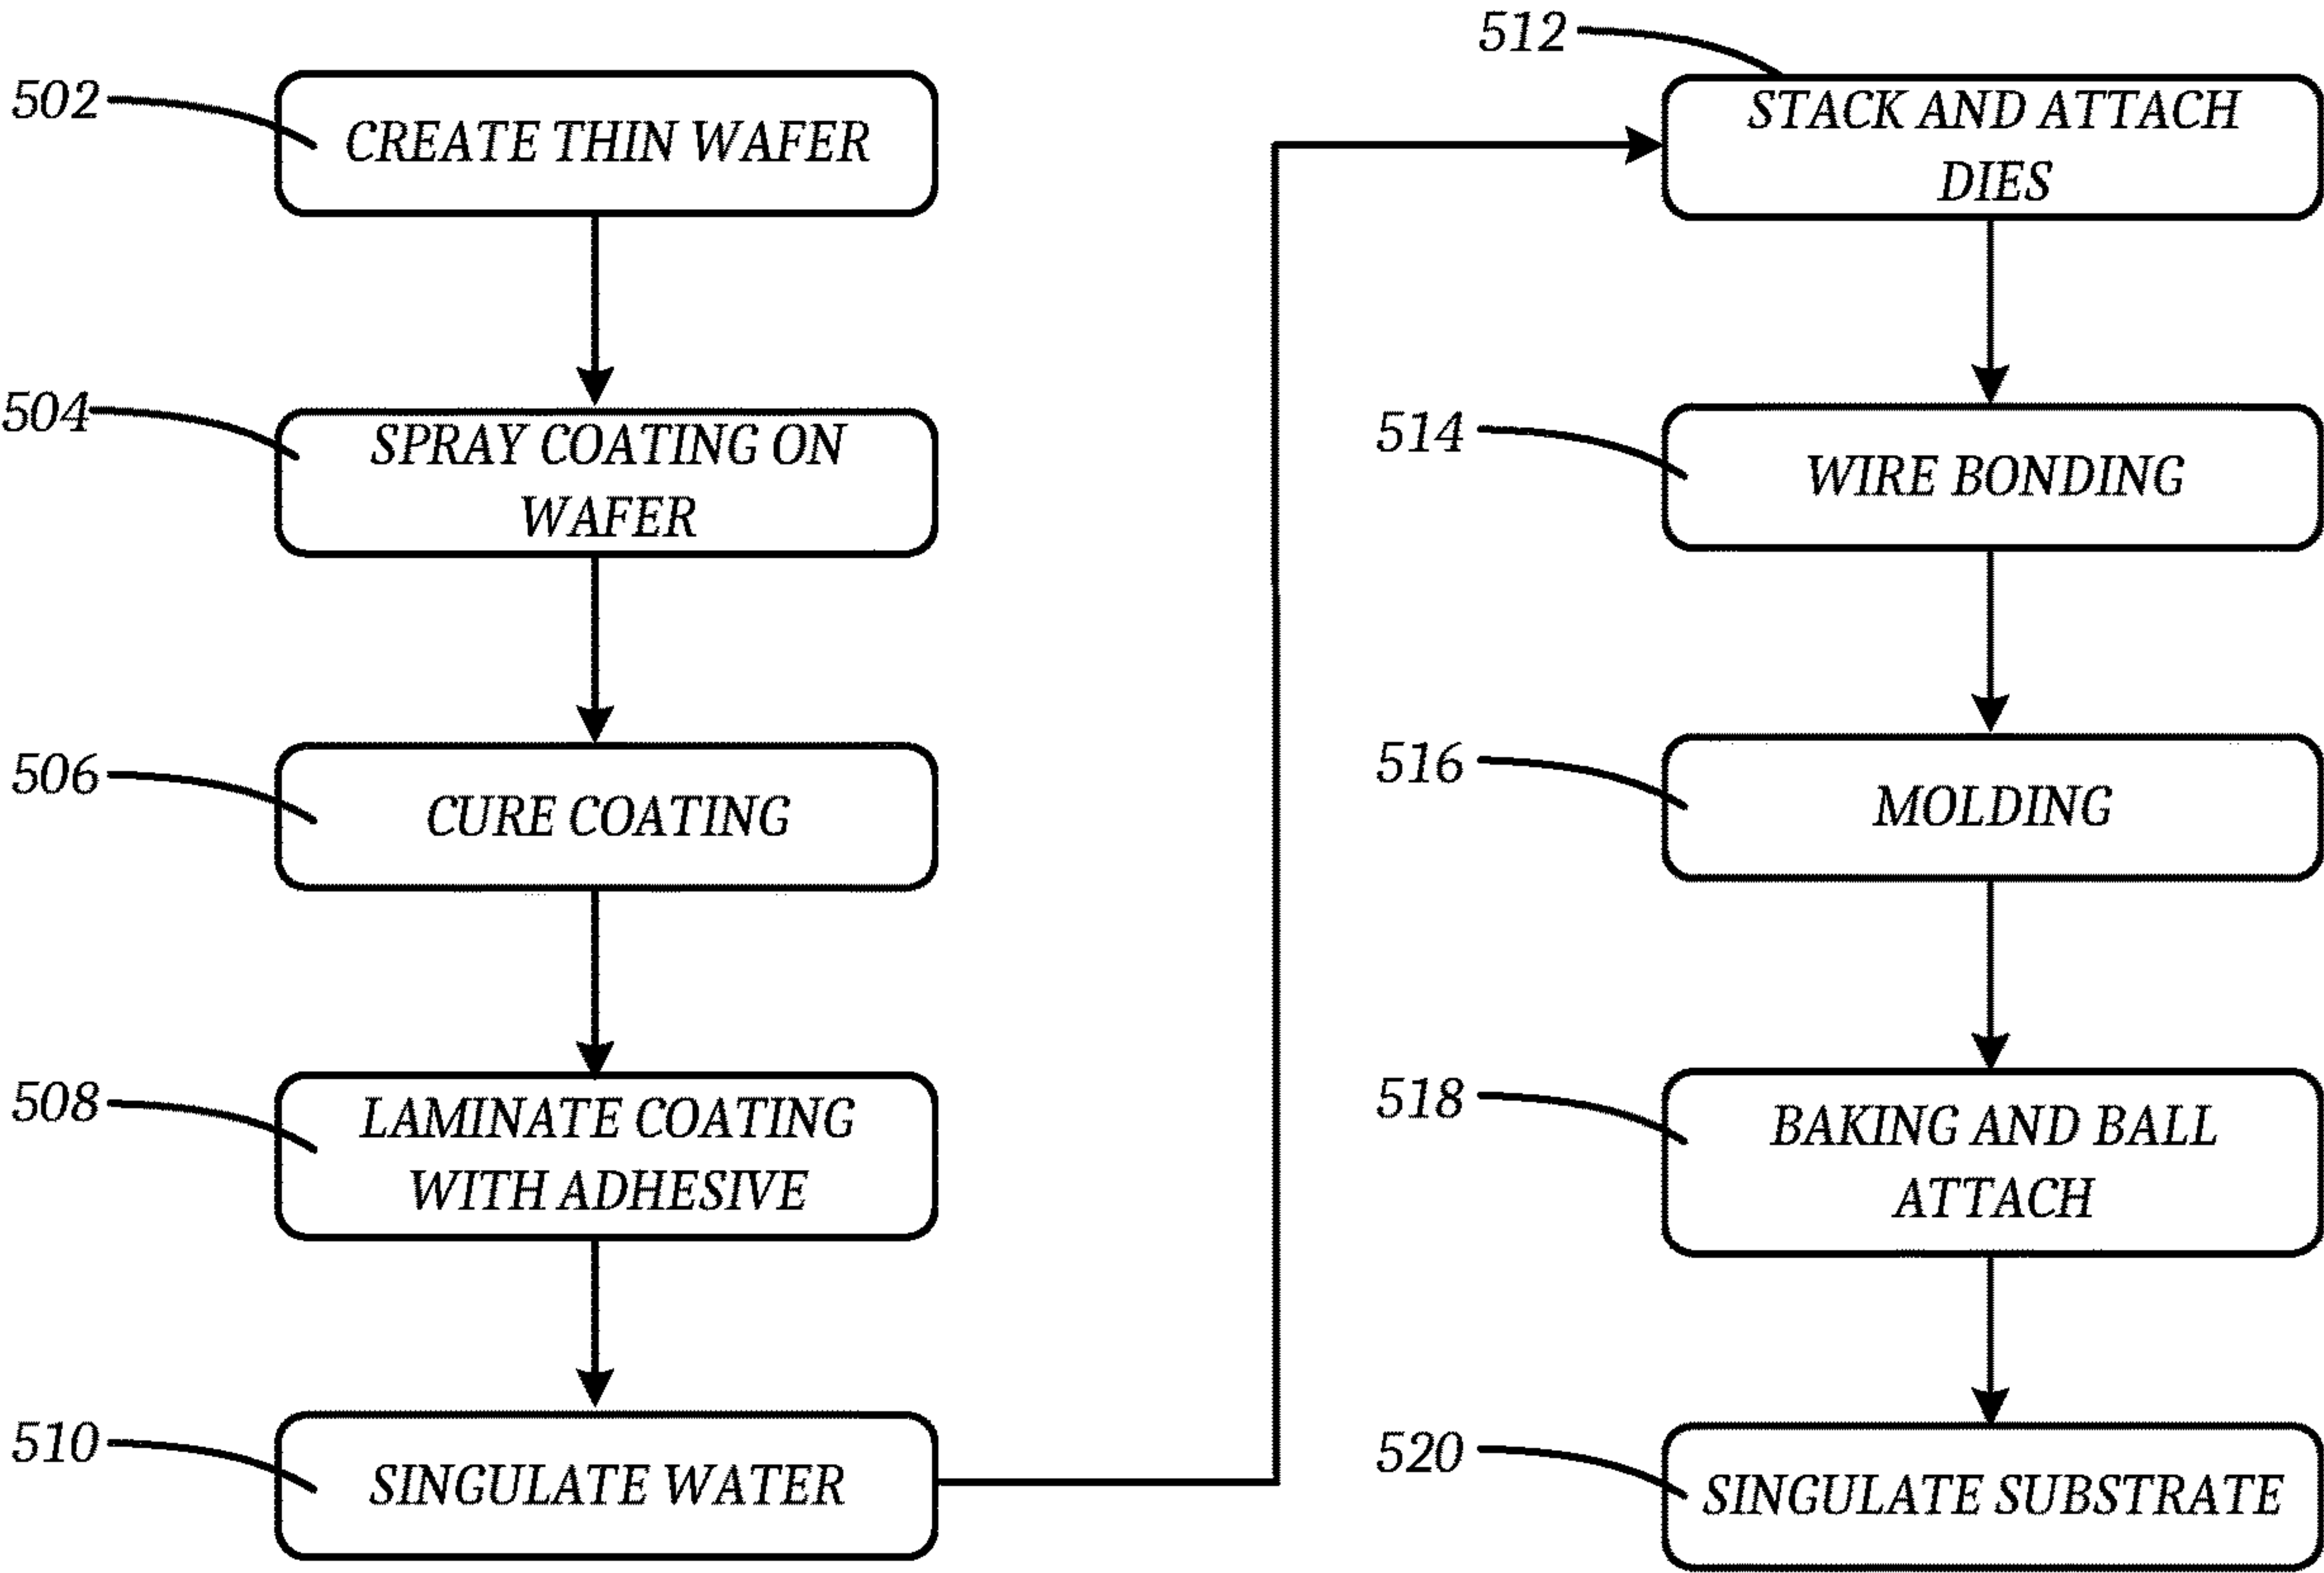 502
CREATE THIN WAFER
504
SPRAY COATING ON
WAFER
506
CURE COATING
508
LAMINATE COATING
WITH ADHESIVE
510
SINGULATE WATER
512
STACK AND ATTACH
DIES
514
WIRE BONDING
516
MOLDING
518
BAKING AND BALL
ATTACH
520
SINGULATE SUBSTRATE